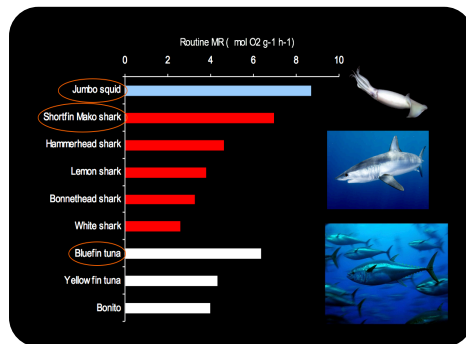 Routine MR ( mol O2 g-1 h-1)
0 2 4 6 8 10
Jumbo squid
Shortfin Mako shark
Hammerhead shark
Lemon shark
Bonnethead shark
White shark
Bluefin tuna
Yellow fin tuna
Bonito